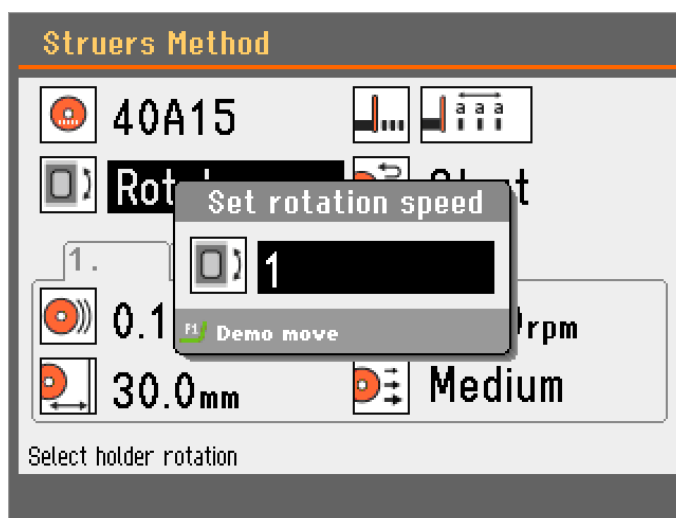 Struers Method
40A15
a a a
Set rotation speed
1.
1
0.1
rpm
F1 Demo move
30.0mm
Medium
Select holder rotation